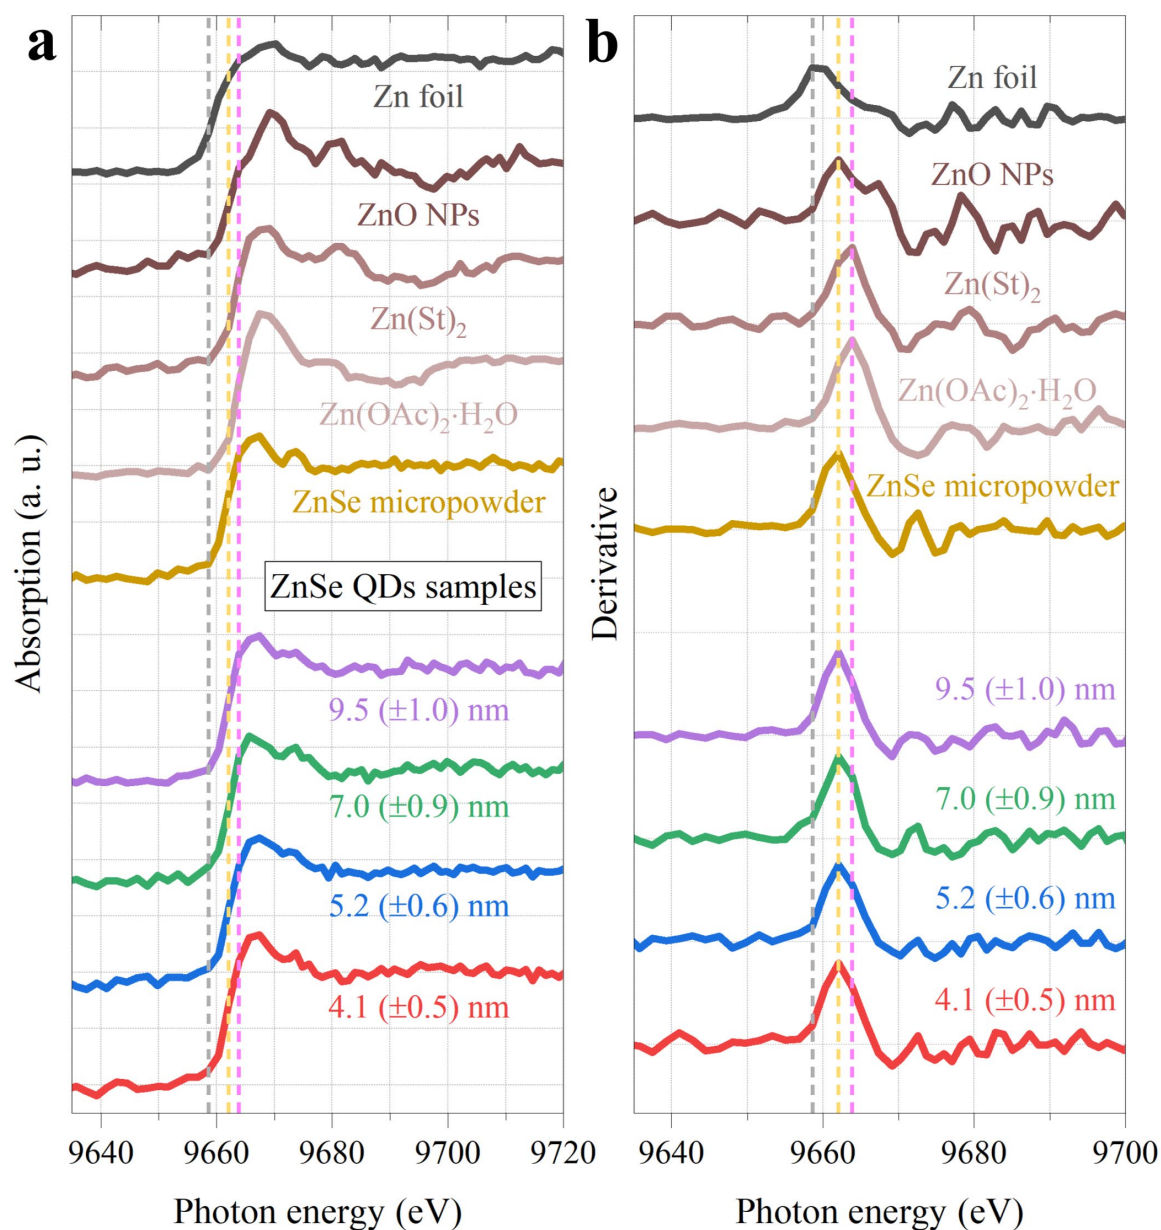 a
Zn foil
ZnO NPs
Zn(St)₂
Zn(OAc)₂·H₂O
ZnSe micropowder
ZnSe QDs samples
9.5 (±1.0) nm
7.0 (±0.9) nm
5.2 (±0.6) nm
4.1 (±0.5) nm
Absorption (a. u.)
9640 9660 9680 9700 9720
Photon energy (eV)
b
Zn foil
ZnO NPs
Zn(St)₂
Zn(OAc)₂·H₂O
ZnSe micropowder
9.5 (±1.0) nm
7.0 (±0.9) nm
5.2 (±0.6) nm
4.1 (±0.5) nm
Derivative
9640 9660 9680 9700
Photon energy (eV)